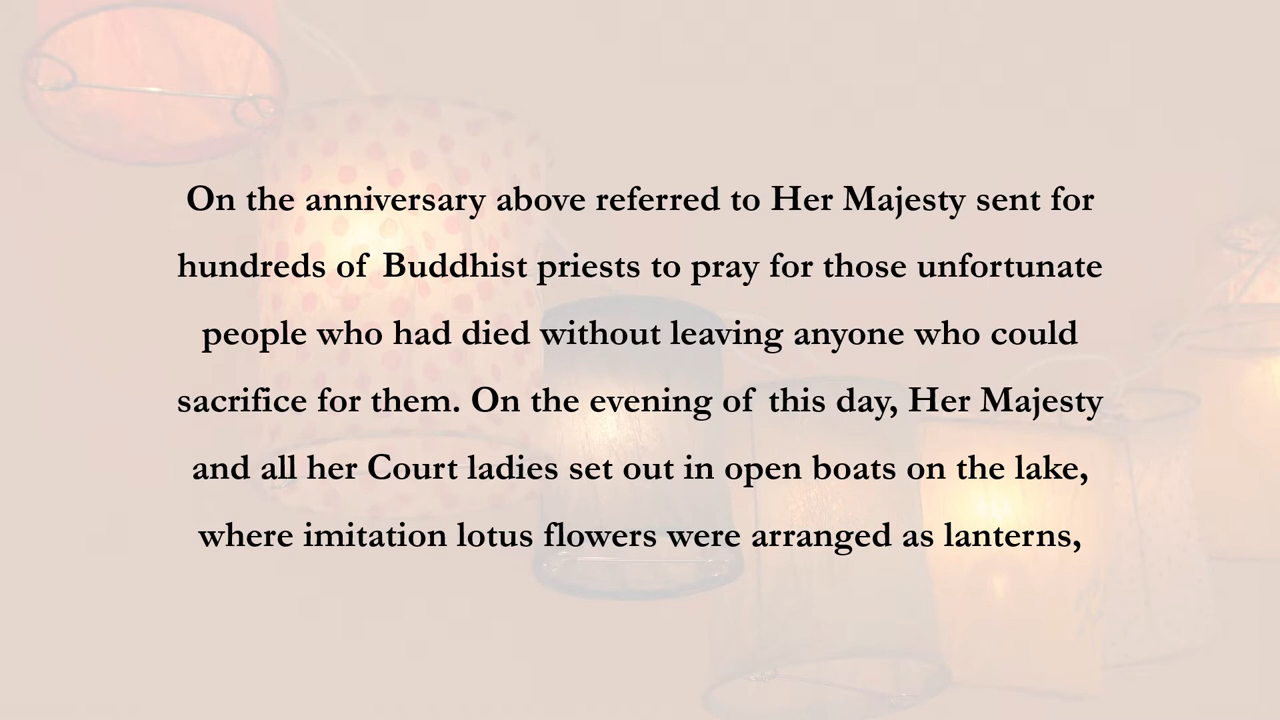 On the anniversary above referred to Her Majesty sent for
hundreds of Buddhist priests to pray for those unfortunate
people who had died without leaving anyone who could
sacrifice for them. On the evening of this day, Her Majesty
and all her Court ladies set out in open boats on the lake,
where imitation lotus flowers were arranged as lanterns,